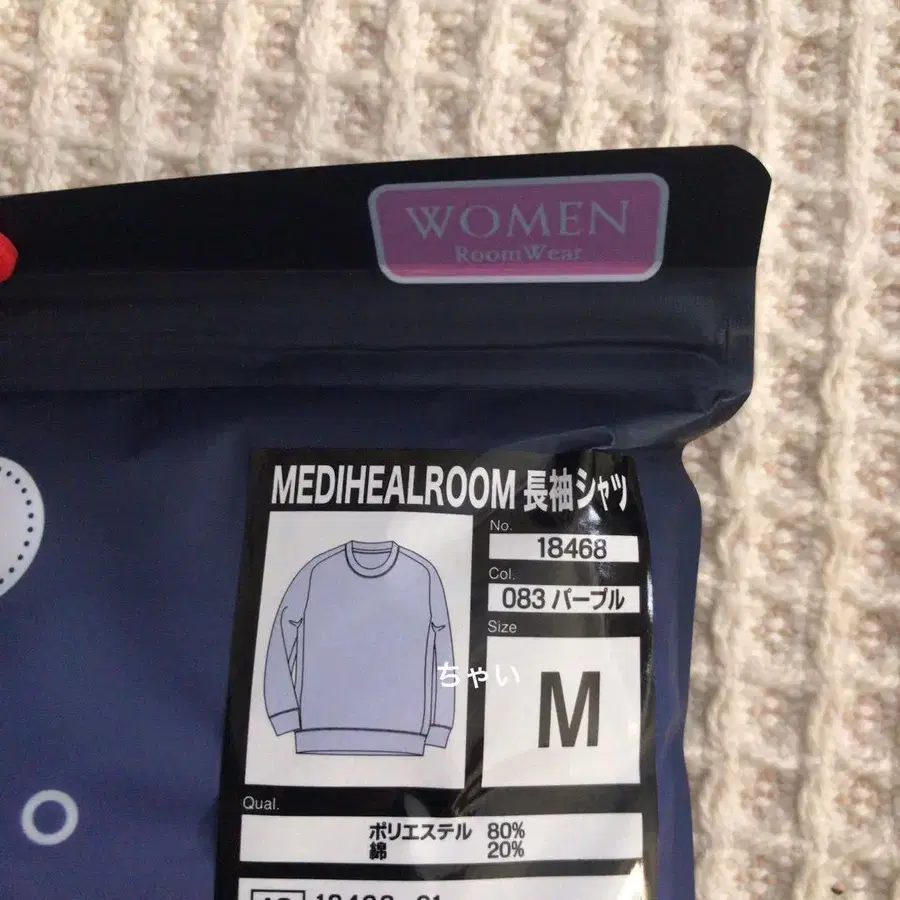 WOMEN
RoomWear
MEDIHEALROOM 長袖シャツ
No.
18468
Col.
083 パープル
Size
M
ちゃい
Qual.
ポリエステル 80%
綿 20%